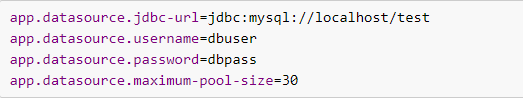 app.datasource.jdbc-url=jdbc:mysql://localhost/test
app.datasource.username=dbuser
app.datasource.password=dbpass
app.datasource.maximum-pool-size=30